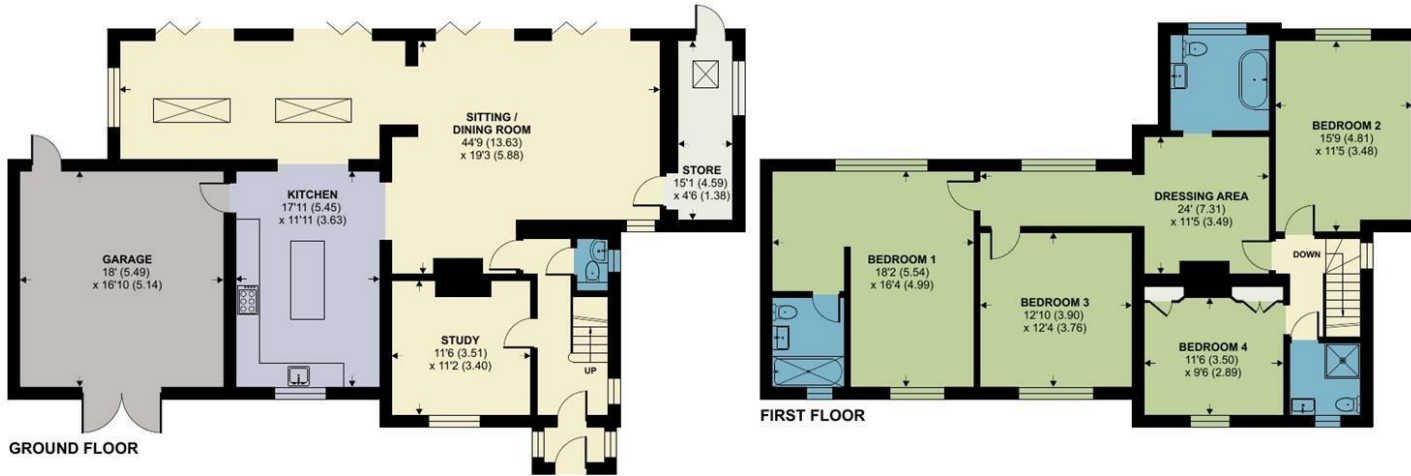 SITTING /
DINING ROOM
44'9 (13.63)
x 19'3 (5.88)
STORE
15'1 (4.59)
x 4'6 (1.38)
KITCHEN
17'11 (5.45)
x 11'11 (3.63)
GARAGE
18' (5.49)
x 16'10 (5.14)
STUDY
11'6 (3.51)
x 11'2 (3.40)
UP
GROUND FLOOR
BEDROOM 2
15'9 (4.81)
x 11'5 (3.48)
DRESSING AREA
24' (7.31)
x 11'5 (3.49)
BEDROOM 1
18'2 (5.54)
x 16'4 (4.99)
DOWN
BEDROOM 3
12'10 (3.90)
x 12'4 (3.76)
BEDROOM 4
11'6 (3.50)
x 9'6 (2.89)
FIRST FLOOR